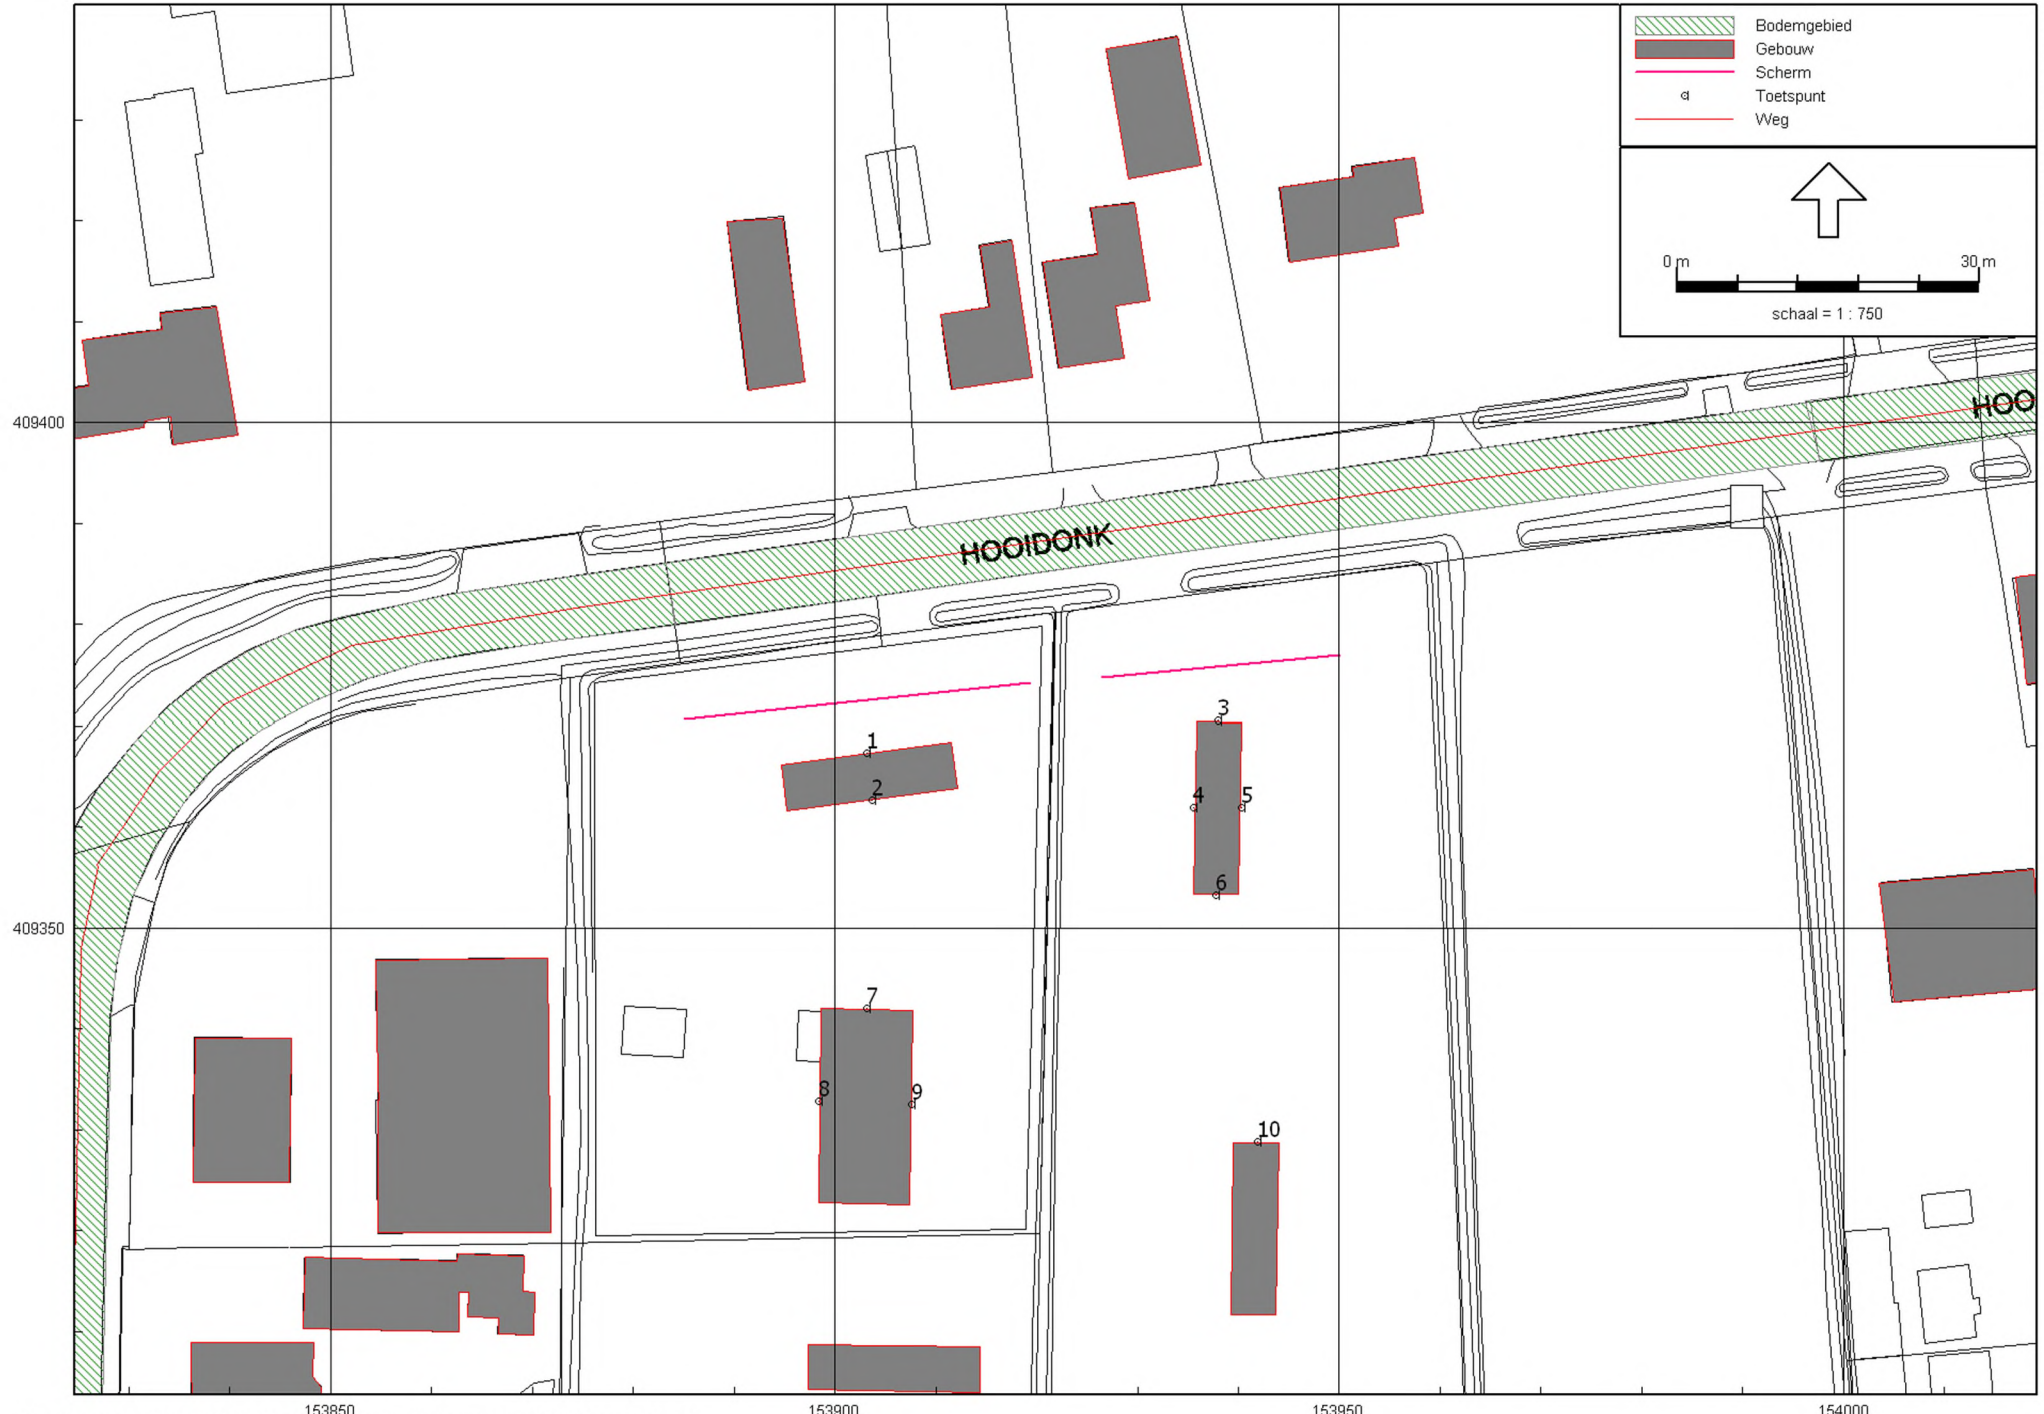 Bodemgebied
Gebouw
Scherm
Toetspunt
Weg
0 m 30 m
schaal = 1 : 750
HOO
409400
HOOIDONK
3
1
2
4 5
6
409350
7
8 9
10
153850 153900 153950 154000